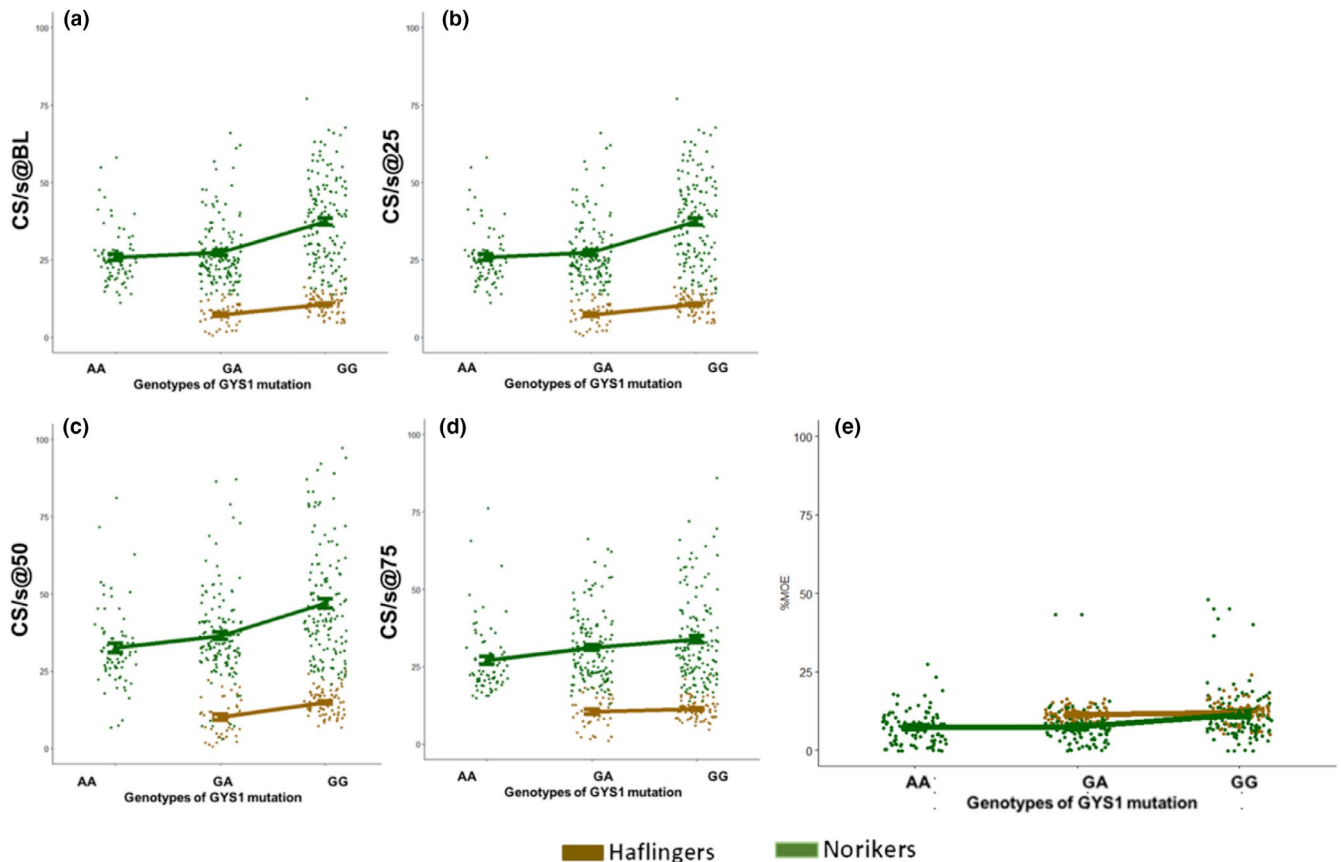 (a)
100
75
50
25
0
CS/s@BL
AA GA GG
Genotypes of GYS1 mutation
(b)
100
75
50
25
0
CS/s@25
AA GA GG
Genotypes of GYS1 mutation
(c)
100
75
50
25
0
CS/s@50
AA GA GG
Genotypes of GYS1 mutation
(d)
100
75
50
25
0
CS/s@75
AA GA GG
Genotypes of GYS1 mutation
(e)
100
75
50
25
0
%MOE
AA GA GG
Genotypes of GYS1 mutation
Haflingers Norikers